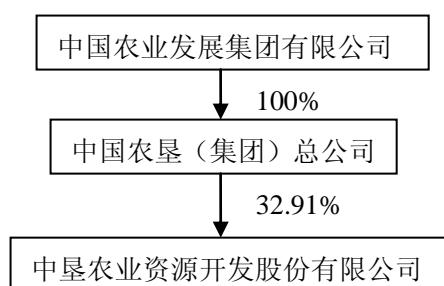 中国农业发展集团有限公司
100%
中国农垦（集团）总公司
32.91%
中垦农业资源开发股份有限公司